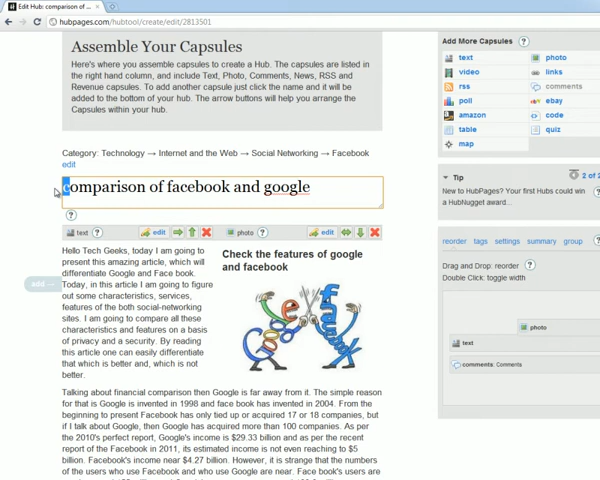 Edit Hub: comparison of ...
hubpages.com/hubtool/create/edit/2813501
Assemble Your Capsules
Here's where you assemble capsules to create a Hub. The capsules are listed
in the right hand column, and include Text, Photo, Comments, News, RSS and
Revenue capsules. To add another capsule just click the name and it will be
added to the bottom of your hub. The arrow buttons will help you arrange the
Capsules within your hub.
Category: Technology → Internet and the Web → Social Networking → Facebook
edit
comparison of facebook and google
?
text ? edit
photo ? edit
Hello Tech Geeks, today I am going to
present this amazing article, which will
differentiate Google and Face book.
Today, in this article I am going to figure
out some characteristics, services,
features of the both social-networking
sites. I am going to compare all these
characteristics and features on a basis
of privacy and a security. By reading
this article one can easily differentiate
that which is better and, which is not
better.
add
Check the features of google
and facebook
Google
facebook
Talking about financial comparison then Google is far away from it. The simple reason
for that is Google is invented in 1998 and face book has invented in 2004. From the
beginning to present Facebook has only tied up or acquired 17 or 18 companies, but
if I talk about Google, then Google has acquired more than 100 companies. As per
the 2010's perfect report, Google's income is $29.33 billion and as per the recent
report of the Facebook in 2011, its estimated income is not even reaching to $5
billion. Facebook's income near $4.27 billion. However, it is strange that the numbers
of the users who use Facebook and who use Google are near. Face book's users are
Add More Capsules ?
text photo
video links
rss comments
poll ebay
amazon code
table quiz
map
Tip
2 of 2
New to HubPages? Your first Hubs could win
a HubNugget award...
reorder tags settings summary group ?
Drag and Drop: reorder ?
Double Click: toggle width
photo
text
comments: Comments